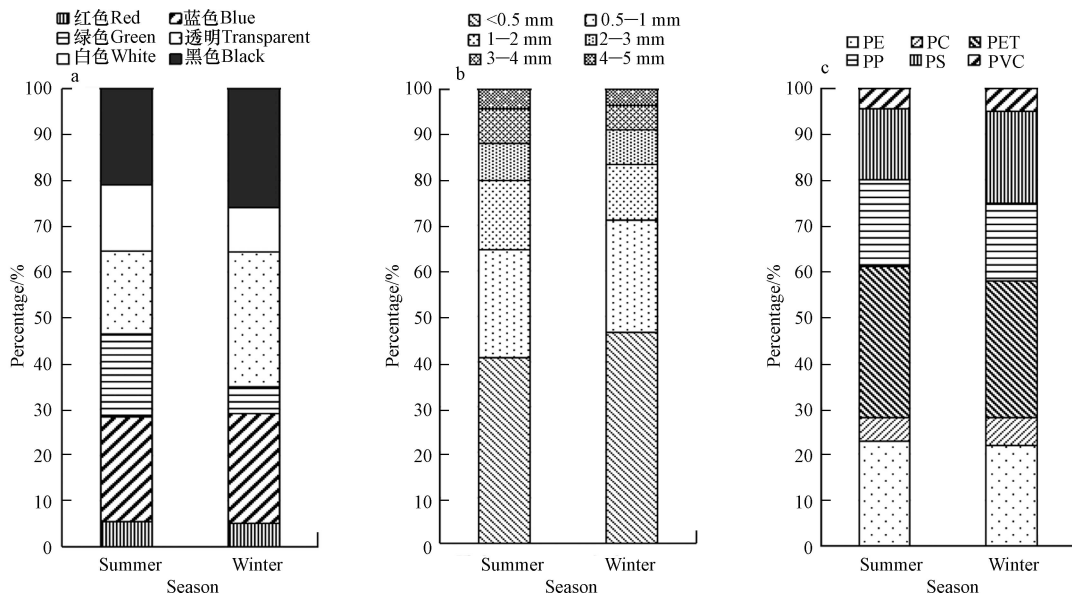 红色Red 蓝色Blue
绿色Green 透明Transparent
白色White 黑色Black
a
100
90
80
70
60
50
40
30
20
10
0
Percentage/%
Summer Winter
Season
<0.5 mm 0.5—1 mm
1—2 mm 2—3 mm
3—4 mm 4—5 mm
b
100
90
80
70
60
50
40
30
20
10
0
Percentage/%
Summer Winter
Season
PE PC PET
PP PS PVC
c
100
90
80
70
60
50
40
30
20
10
0
Percentage/%
Summer Winter
Season